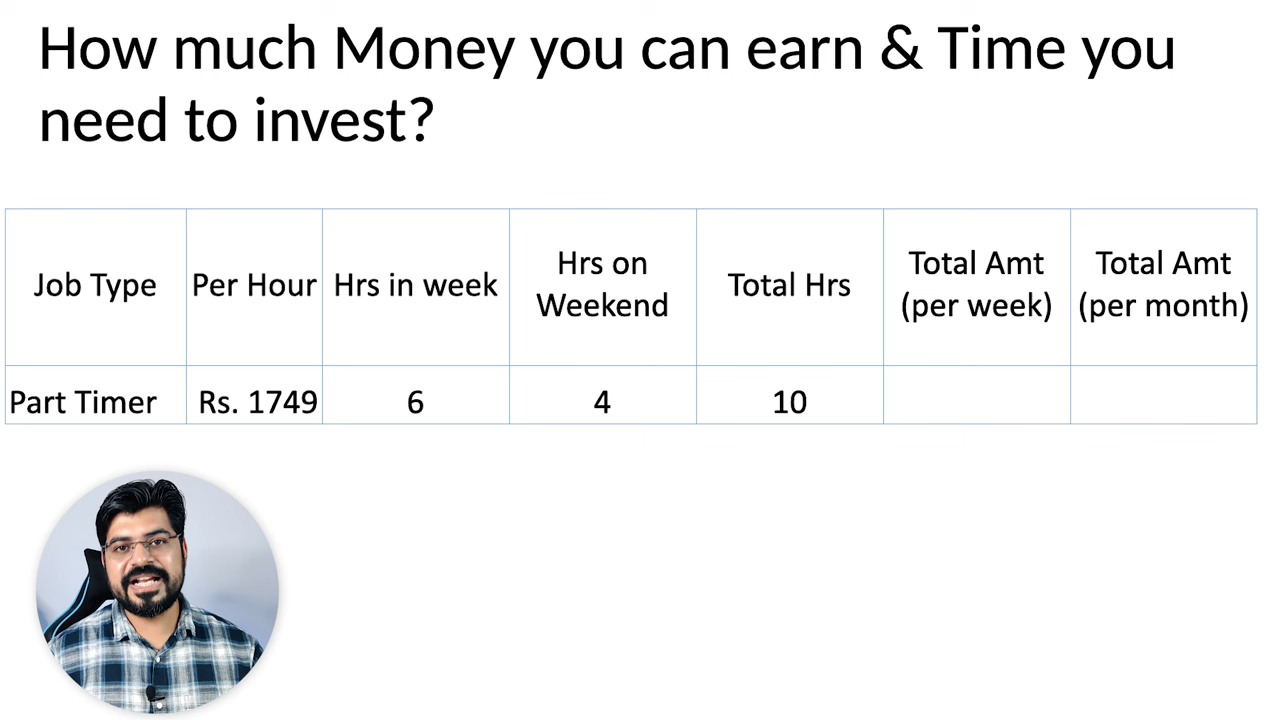 How much Money you can earn & Time you
need to invest?
Job Type
Per Hour
Hrs in week
Hrs on
Weekend
Total Hrs
Total Amt
(per week)
Total Amt
(per month)
Part Timer
Rs. 1749
6
4
10